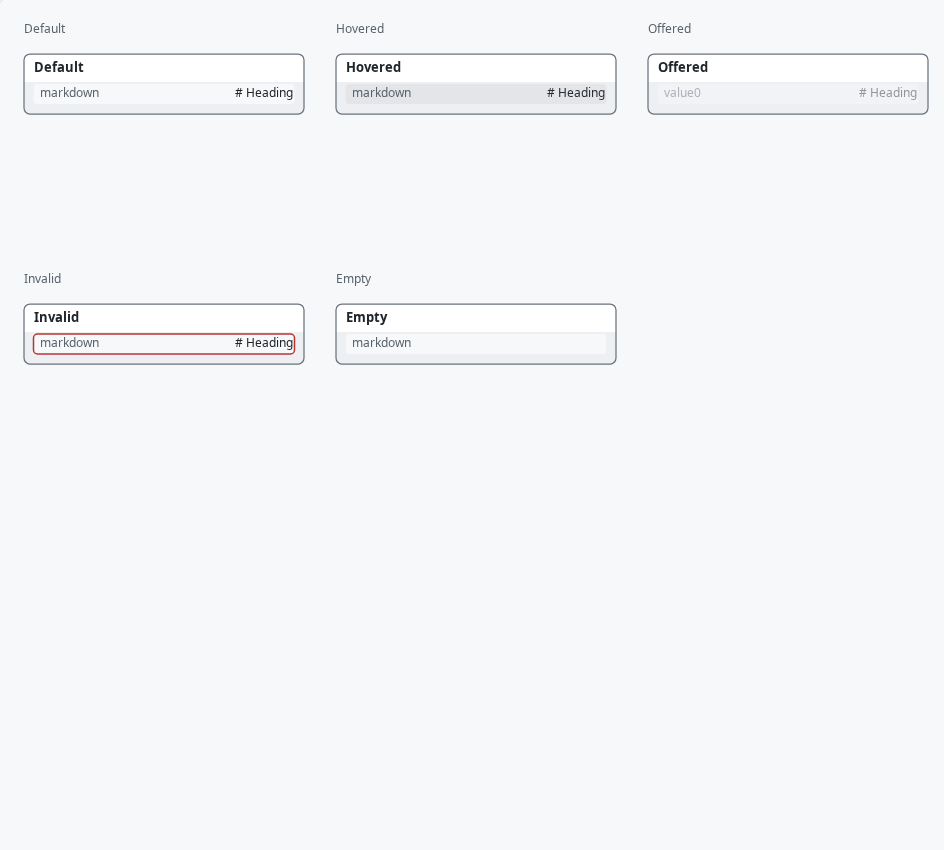 Default
Hovered
Offered
Default
Hovered
Offered
markdown # Heading
markdown # Heading
value0 # Heading
Invalid
Empty
Invalid
Empty
markdown # Heading
markdown